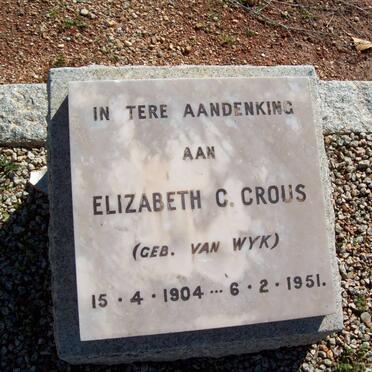 IN TERE AANDENKING
AAN
ELIZABETH C. CROUS
(GEB. VAN WYK)
15 · 4 · 1904 ... 6 · 2 · 1951.